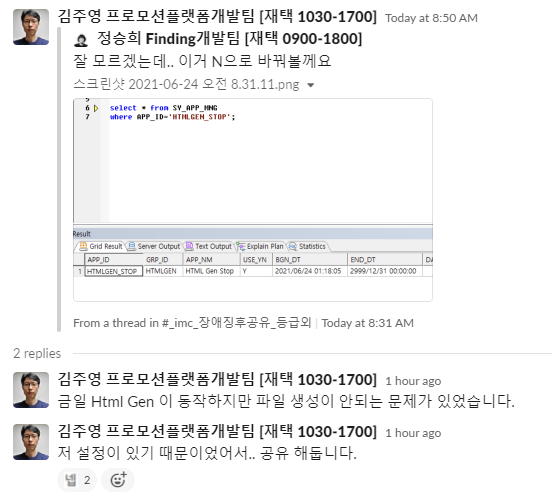 김주영 프로모션플랫폼개발팀 [재택 1030-1700] Today at 8:50 AM
정승희 Finding개발팀 [재택 0900-1800]
잘 모르겠는데.. 이거 N으로 바꿔볼께요
스크린샷 2021-06-24 오전 8.31.11.png
5
6 select * from SY_APP_MNG
7 where APP_ID='HTMLGEN_STOP';
Result
Grid Result Server Output Text Output Explain Plan Statistics
APP_ID GRP_ID APP_NM USE_YN BGN_DT END_DT DA
1 HTMLGEN_STOP HTMLGEN HTML Gen Stop Y 2021/06/24 01:18:05 2999/12/31 00:00:00
From a thread in #_imc_장애징후공유_등급외 | Today at 8:31 AM
2 replies
김주영 프로모션플랫폼개발팀 [재택 1030-1700] 1 hour ago
금일 Html Gen 이 동작하지만 파일 생성이 안되는 문제가 있었습니다.
김주영 프로모션플랫폼개발팀 [재택 1030-1700] 1 hour ago
저 설정이 있기 때문이었어서.. 공유 해둡니다.
2